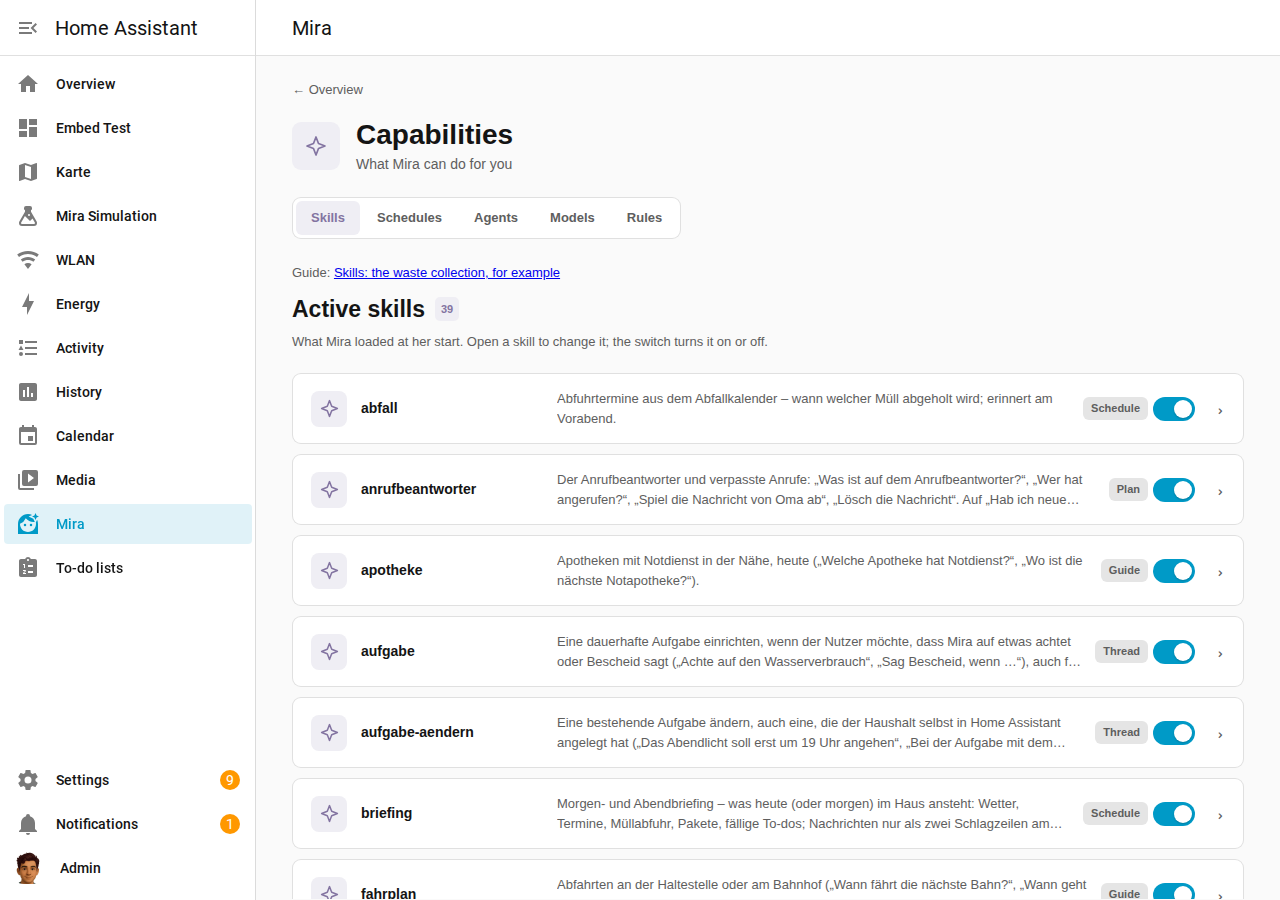 Home Assistant
Mira
Overview
Embed Test
Karte
Mira Simulation
WLAN
Energy
Activity
History
Calendar
Media
Mira
To-do lists
Settings
9
Notifications
1
Admin
← Overview
Capabilities
What Mira can do for you
Skills
Schedules
Agents
Models
Rules
Guide: Skills: the waste collection, for example
Active skills 39
What Mira loaded at her start. Open a skill to change it; the switch turns it on or off.
abfall
Abfuhrtermine aus dem Abfallkalender – wann welcher Müll abgeholt wird; erinnert am
Vorabend.
Schedule
anrufbeantworter
Der Anrufbeantworter und verpasste Anrufe: „Was ist auf dem Anrufbeantworter?“, „Wer hat
angerufen?“, „Spiel die Nachricht von Oma ab“, „Lösch die Nachricht“. Auf „Hab ich neue…
Plan
apotheke
Apotheken mit Notdienst in der Nähe, heute („Welche Apotheke hat Notdienst?“, „Wo ist die
nächste Notapotheke?“).
Guide
aufgabe
Eine dauerhafte Aufgabe einrichten, wenn der Nutzer möchte, dass Mira auf etwas achtet
oder Bescheid sagt („Achte auf den Wasserverbrauch“, „Sag Bescheid, wenn …“), auch f…
Thread
aufgabe-aendern
Eine bestehende Aufgabe ändern, auch eine, die der Haushalt selbst in Home Assistant
angelegt hat („Das Abendlicht soll erst um 19 Uhr angehen“, „Bei der Aufgabe mit dem…
Thread
briefing
Morgen- und Abendbriefing – was heute (oder morgen) im Haus ansteht: Wetter,
Termine, Müllabfuhr, Pakete, fällige To-dos; Nachrichten nur als zwei Schlagzeilen am…
Schedule
fahrplan
Abfahrten an der Haltestelle oder am Bahnhof („Wann fährt die nächste Bahn?“, „Wann geht
Guide